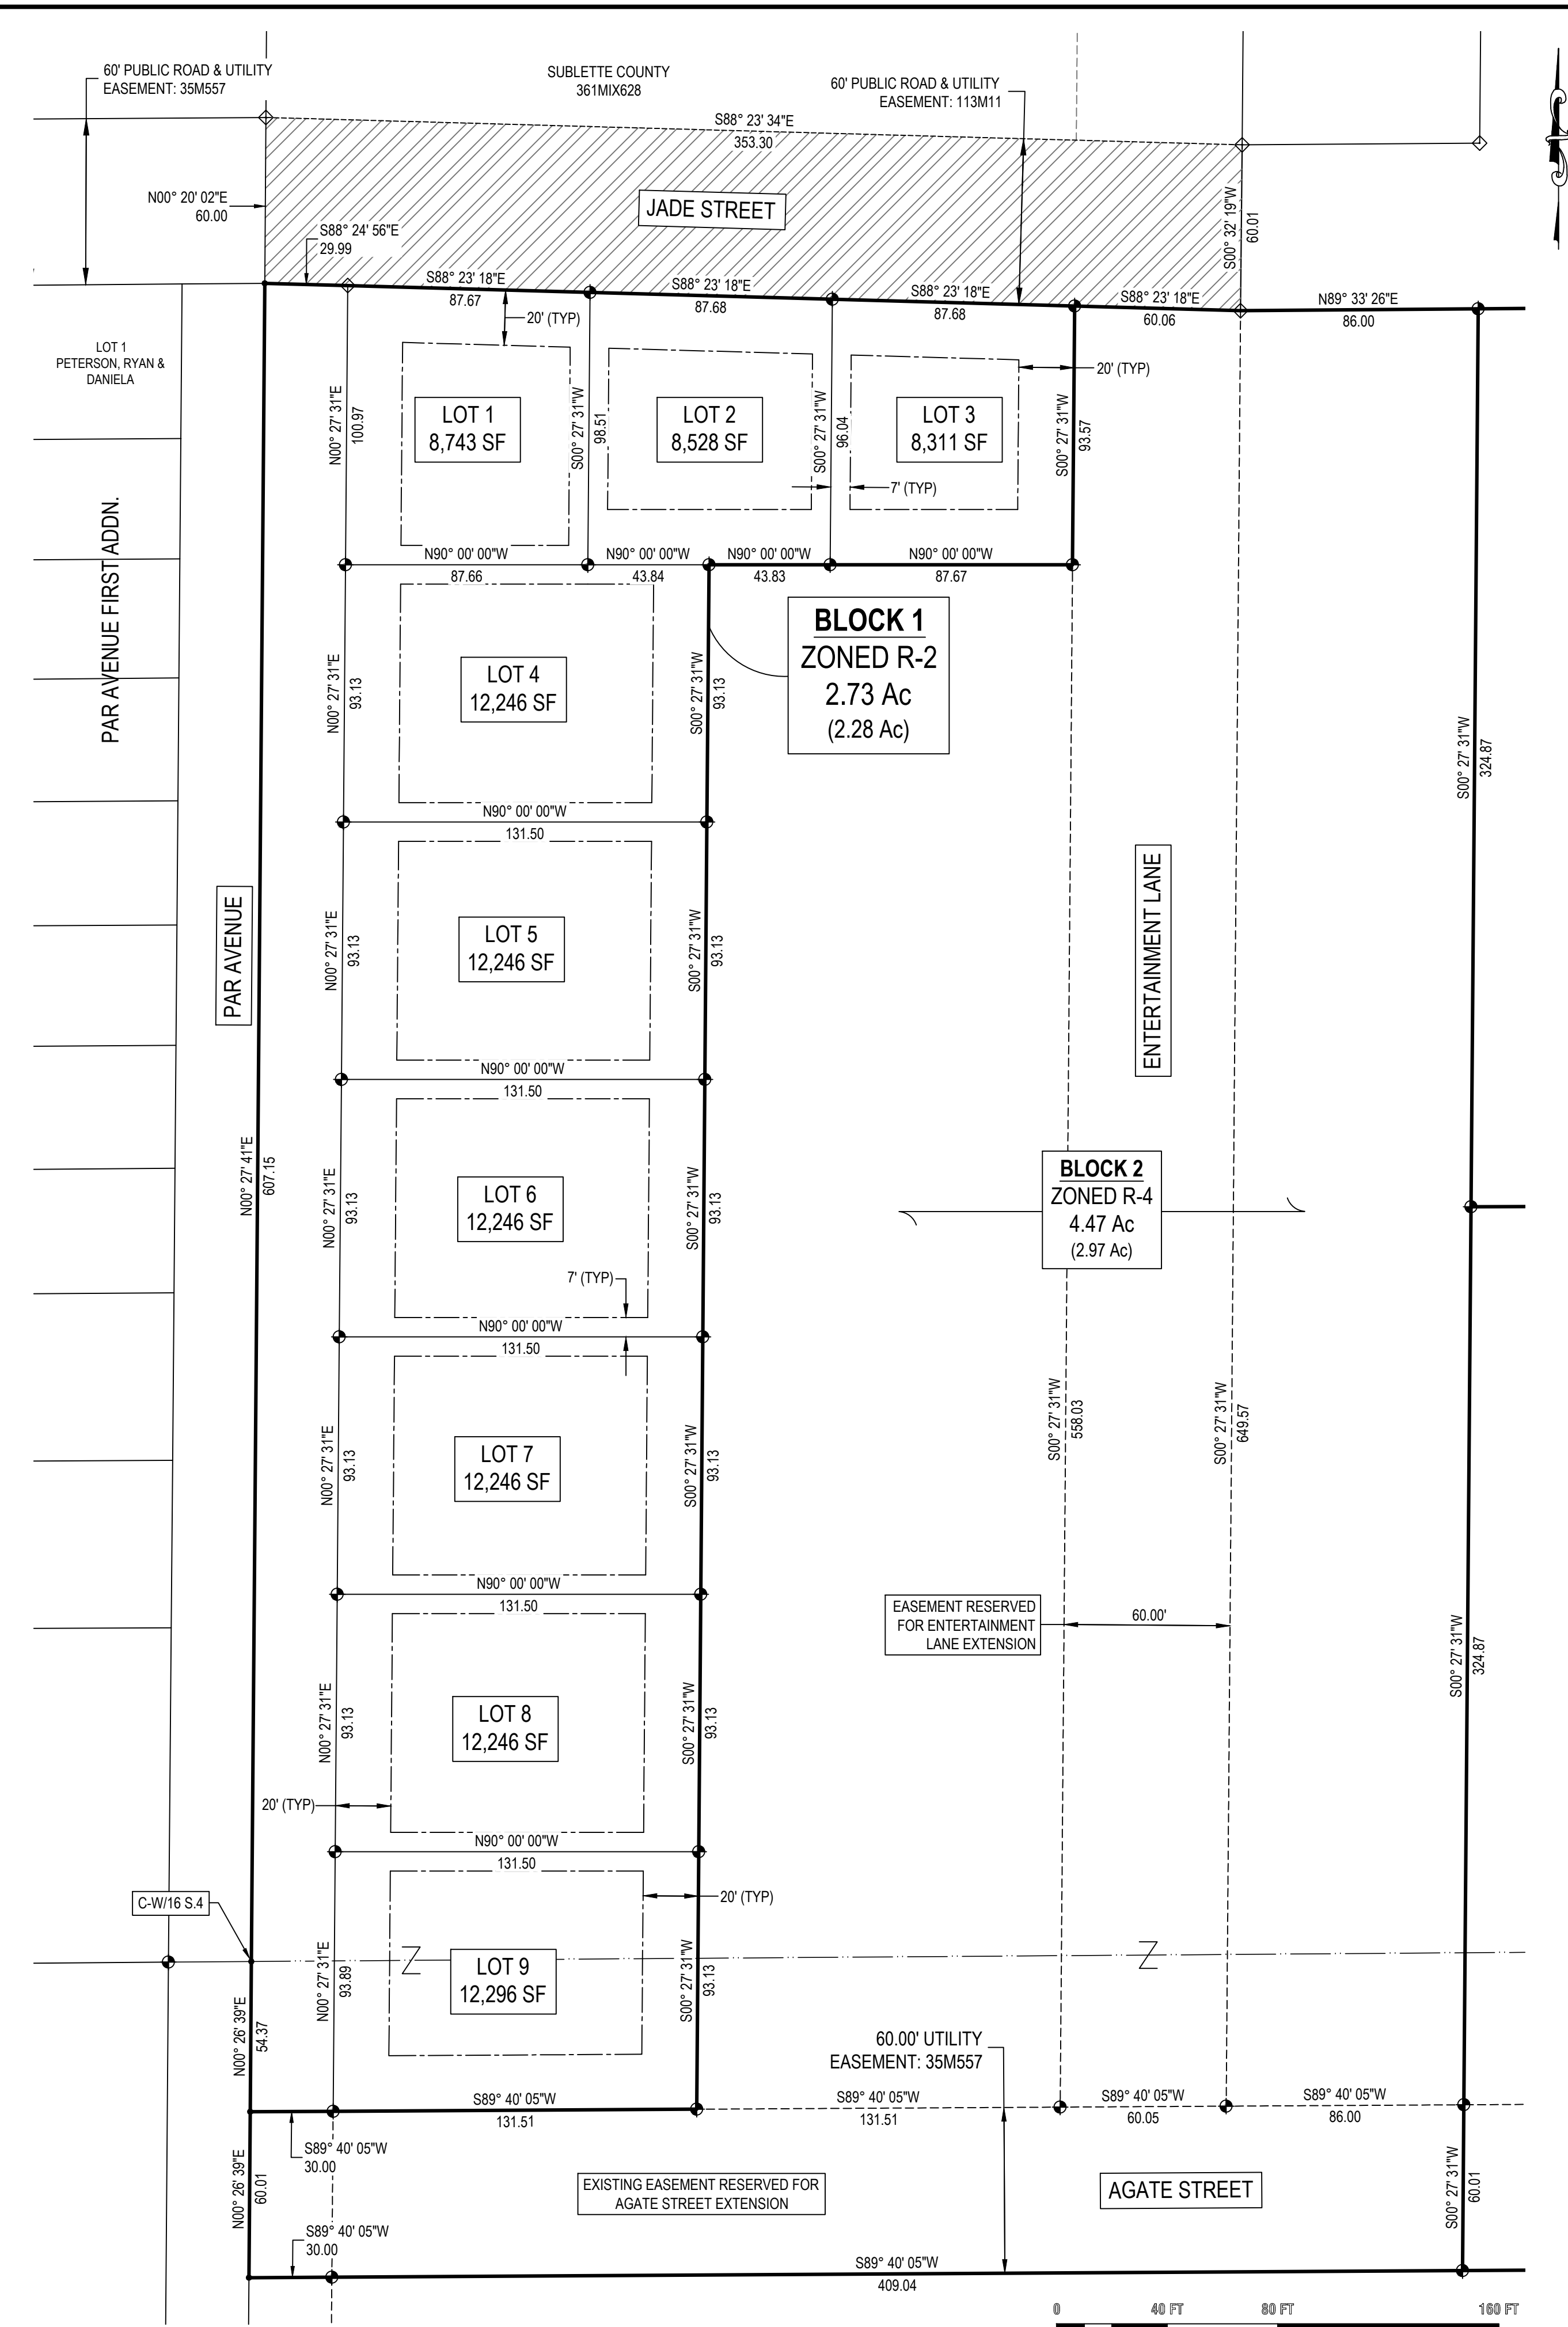 60' PUBLIC ROAD & UTILITY
EASEMENT: 35M557
SUBLETTE COUNTY
361MIX628
60' PUBLIC ROAD & UTILITY
EASEMENT: 113M11
S88° 23' 34"E
353.30
N00° 20' 02"E
60.00
JADE STREET
S00° 32' 19"W
60.01
S88° 24' 56"E
29.99
S88° 23' 18"E
87.67
S88° 23' 18"E
87.68
S88° 23' 18"E
87.68
S88° 23' 18"E
60.06
N89° 33' 26"E
86.00
20' (TYP)
20' (TYP)
LOT 1
PETERSON, RYAN &
DANIELA
N00° 27' 31"E
100.97
LOT 1
8,743 SF
S00° 27' 31"W
98.51
LOT 2
8,528 SF
S00° 27' 31"W
96.04
LOT 3
8,311 SF
S00° 27' 31"W
93.57
7' (TYP)
N90° 00' 00"W
87.66
N90° 00' 00"W
43.84
N90° 00' 00"W
43.83
N90° 00' 00"W
87.67
PAR AVENUE FIRST ADDN.
BLOCK 1
ZONED R-2
2.73 Ac
(2.28 Ac)
N00° 27' 31"E
93.13
LOT 4
12,246 SF
S00° 27' 31"W
93.13
S00° 27' 31"W
324.87
N90° 00' 00"W
131.50
PAR AVENUE
N00° 27' 31"E
93.13
LOT 5
12,246 SF
S00° 27' 31"W
93.13
ENTERTAINMENT LANE
N90° 00' 00"W
131.50
N00° 27' 41"E
607.15
N00° 27' 31"E
93.13
LOT 6
12,246 SF
S00° 27' 31"W
93.13
BLOCK 2
ZONED R-4
4.47 Ac
(2.97 Ac)
7' (TYP)
N90° 00' 00"W
131.50
N00° 27' 31"E
93.13
LOT 7
12,246 SF
S00° 27' 31"W
93.13
S00° 27' 31"W
558.03
S00° 27' 31"W
649.57
N90° 00' 00"W
131.50
EASEMENT RESERVED
FOR ENTERTAINMENT
LANE EXTENSION
60.00'
S00° 27' 31"W
324.87
N00° 27' 31"E
93.13
LOT 8
12,246 SF
S00° 27' 31"W
93.13
20' (TYP)
N90° 00' 00"W
131.50
20' (TYP)
C-W/16 S.4
N00° 27' 31"E
93.89
Z
LOT 9
12,296 SF
S00° 27' 31"W
93.13
Z
N00° 26' 39"E
54.37
60.00' UTILITY
EASEMENT: 35M557
S89° 40' 05"W
131.51
S89° 40' 05"W
131.51
S89° 40' 05"W
60.05
S89° 40' 05"W
86.00
S89° 40' 05"W
30.00
N00° 26' 39"E
60.01
EXISTING EASEMENT RESERVED FOR
AGATE STREET EXTENSION
AGATE STREET
S00° 27' 31"W
60.01
S89° 40' 05"W
30.00
S89° 40' 05"W
409.04
0 40 FT 80 FT 160 FT